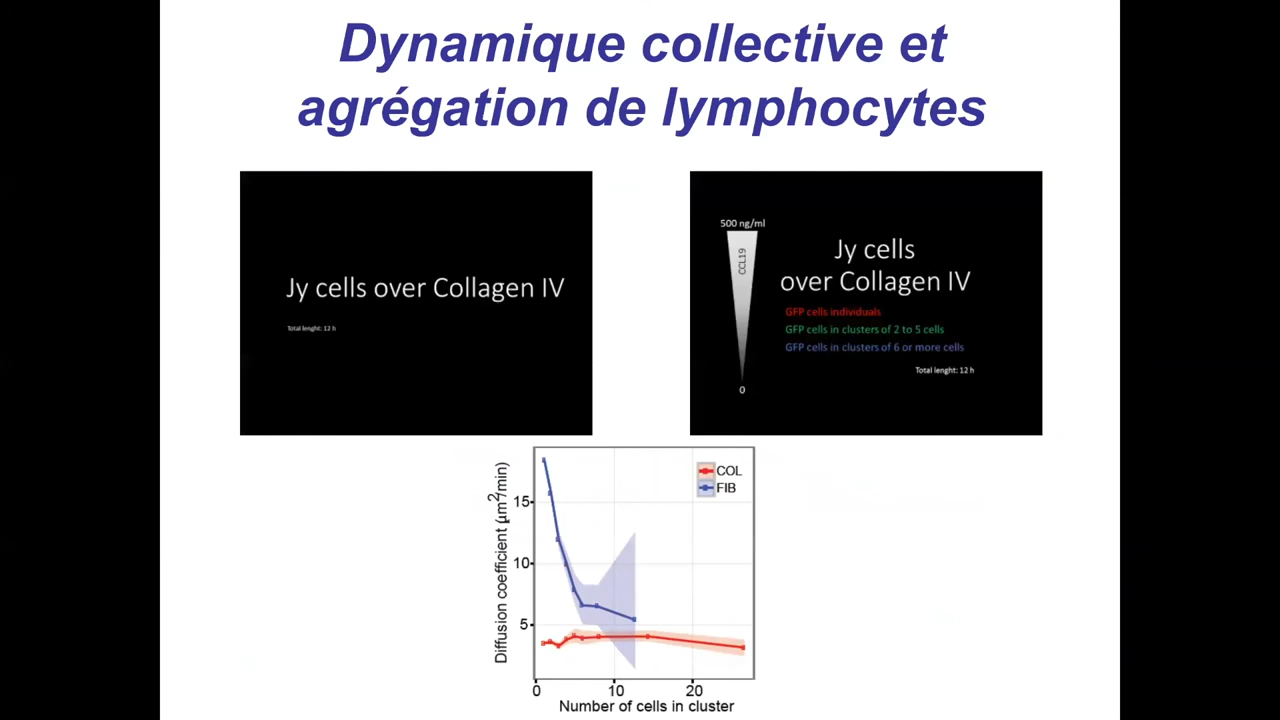 Dynamique collective et
agrégation de lymphocytes
Jy cells over Collagen IV
Total lenght: 12 h
500 ng/ml
CCL19
0
Jy cells
over Collagen IV
GFP cells individuals
GFP cells in clusters of 2 to 5 cells
GFP cells in clusters of 6 or more cells
Total lenght: 12 h
Diffusion coefficient (µm²/min)
15
10
5
COL
FIB
0 10 20
Number of cells in cluster